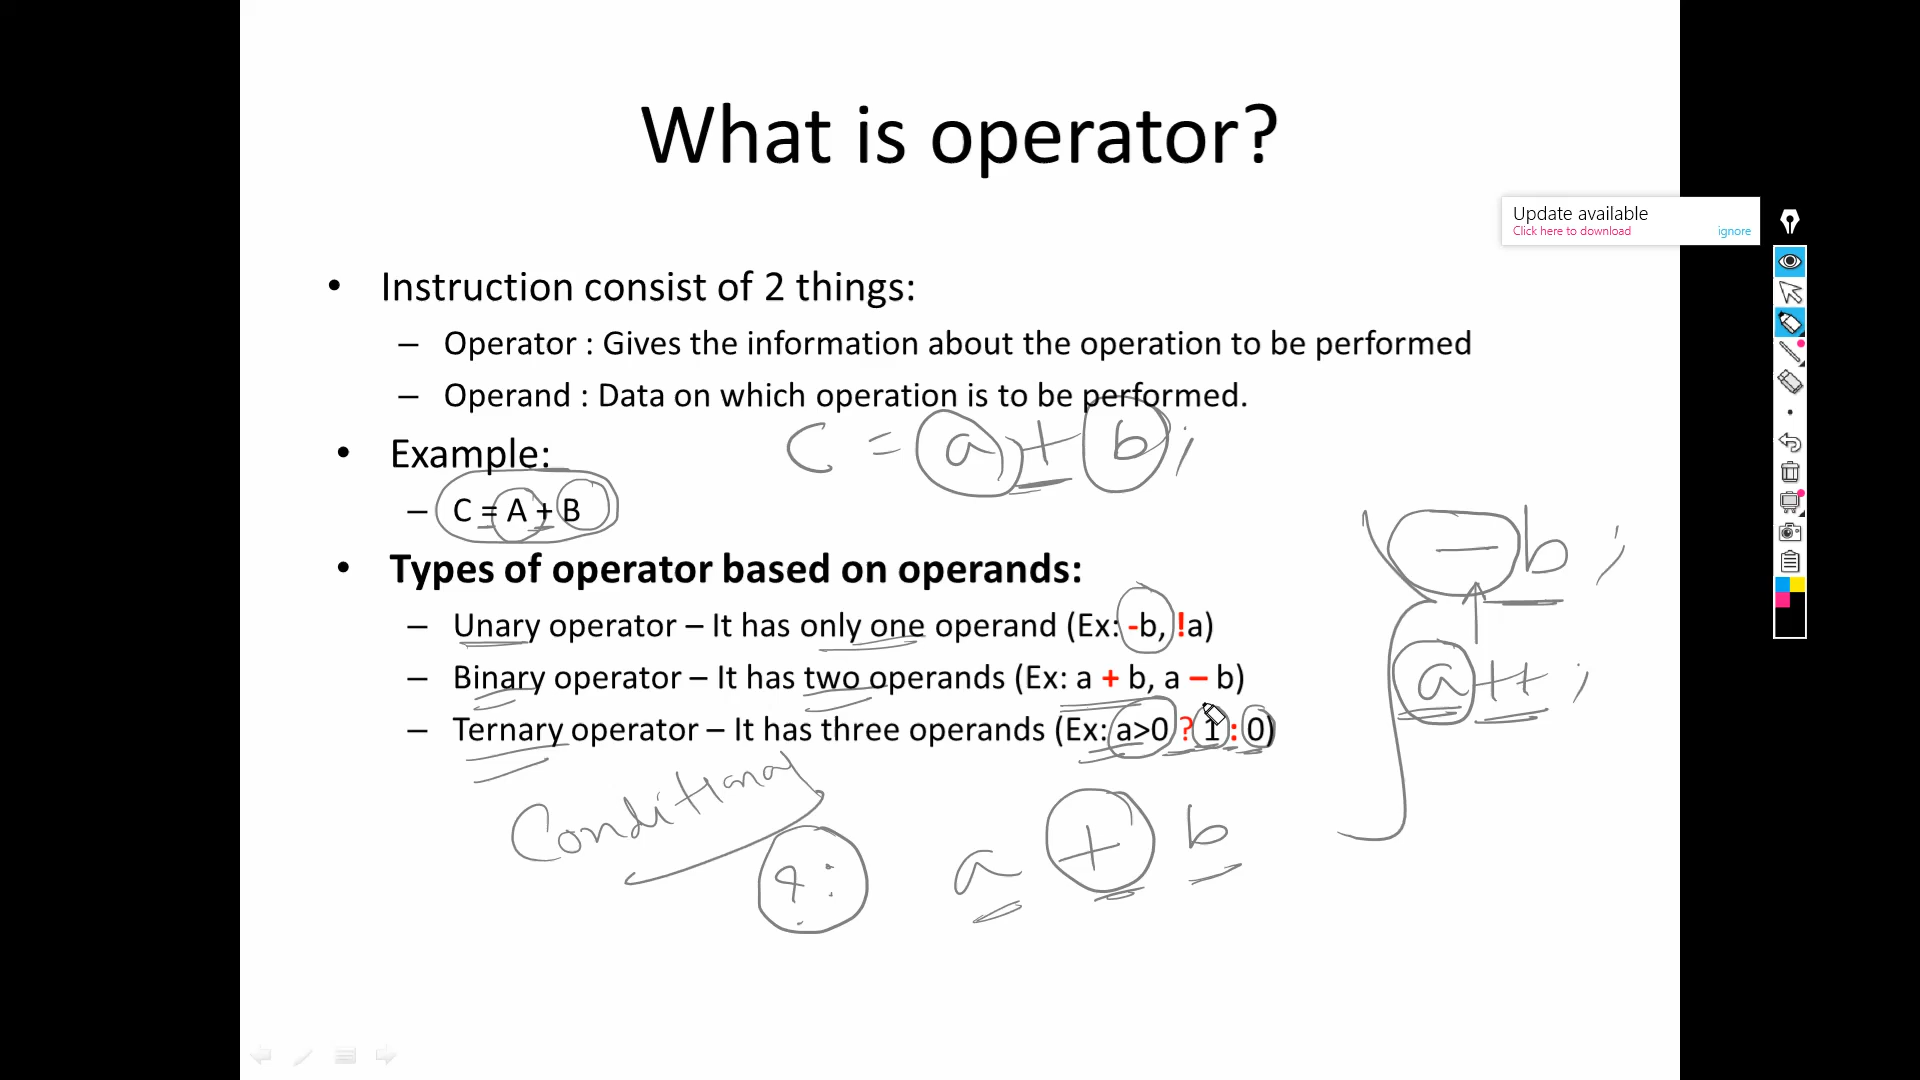 What is operator?
Update available
Click here to download ignore
• Instruction consist of 2 things:
– Operator : Gives the information about the operation to be performed
– Operand : Data on which operation is to be performed.
c = a + b ;
• Example:
– C = A + B
• Types of operator based on operands:
– b ;
– Unary operator – It has only one operand (Ex: -b, !a)
– Binary operator – It has two operands (Ex: a + b, a – b)
a ++ ;
– Ternary operator – It has three operands (Ex: a>0 ? 1 : 0)
Conditional
? :
a + b